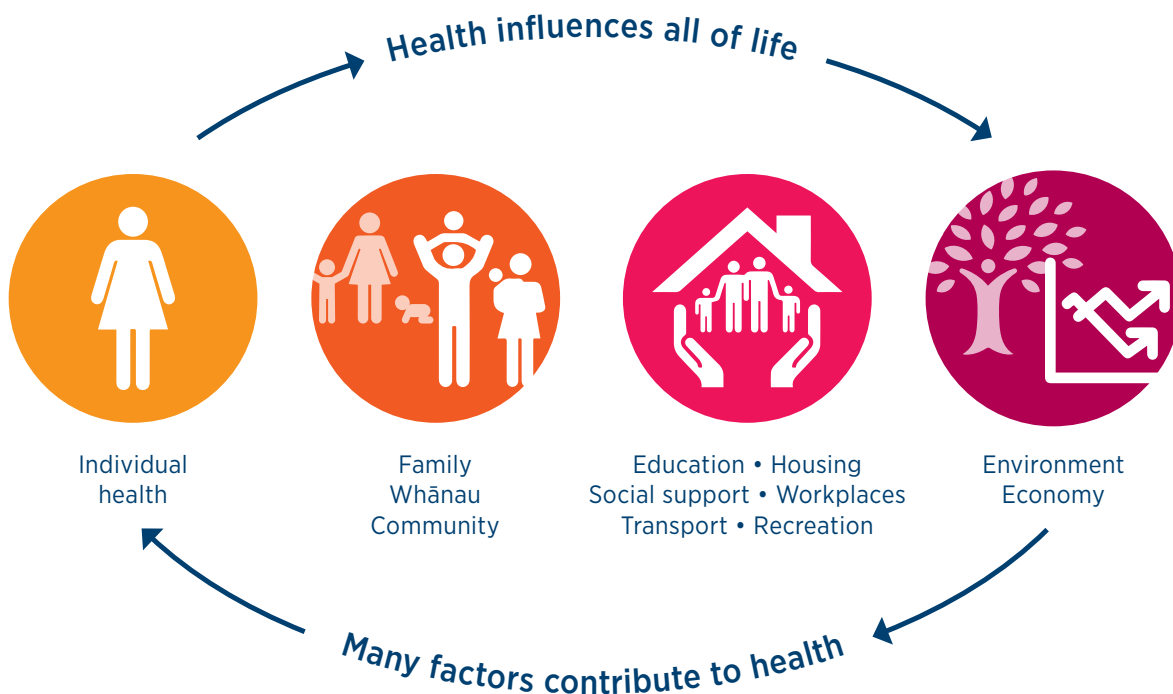 Health influences all of life
Individual
health
Family
Whānau
Community
Education • Housing
Social support • Workplaces
Transport • Recreation
Environment
Economy
Many factors contribute to health